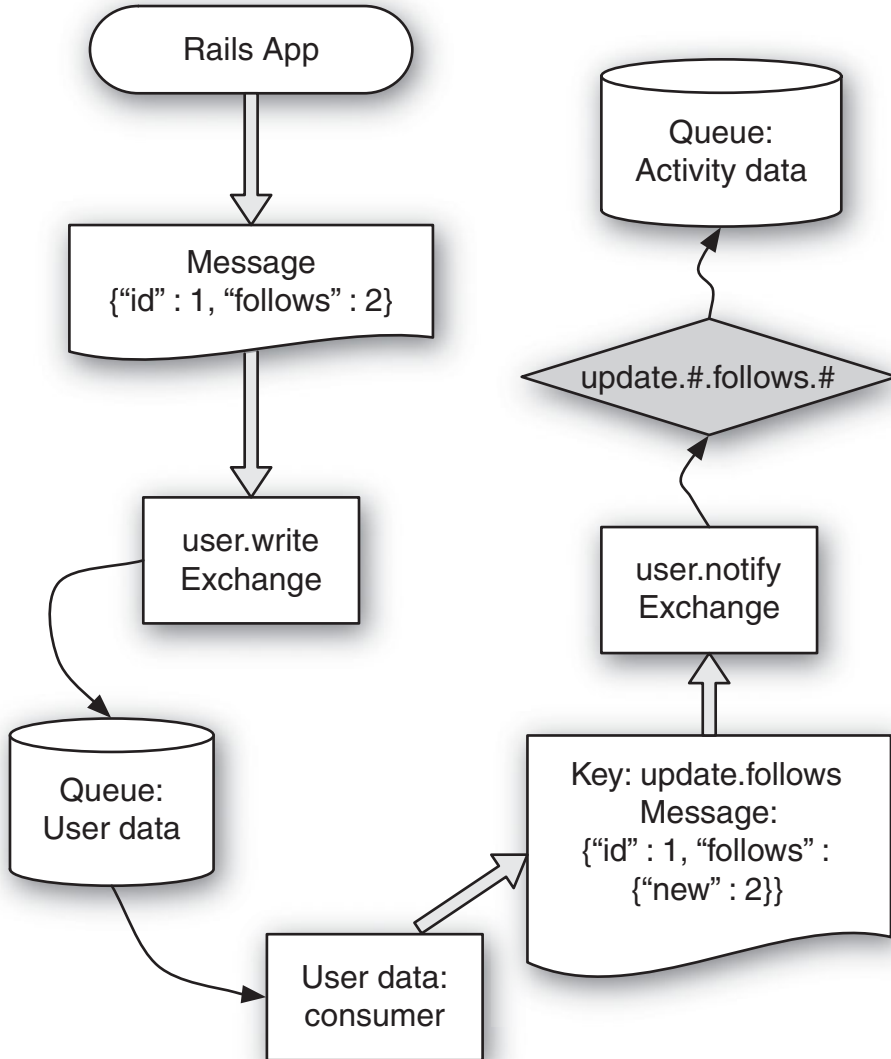 Rails App
Message
{“id” : 1, “follows” : 2}
user.write
Exchange
Queue:
User data
User data:
consumer
Key: update.follows
Message:
{“id” : 1, “follows” :
{“new” : 2}}
user.notify
Exchange
update.#.follows.#
Queue:
Activity data